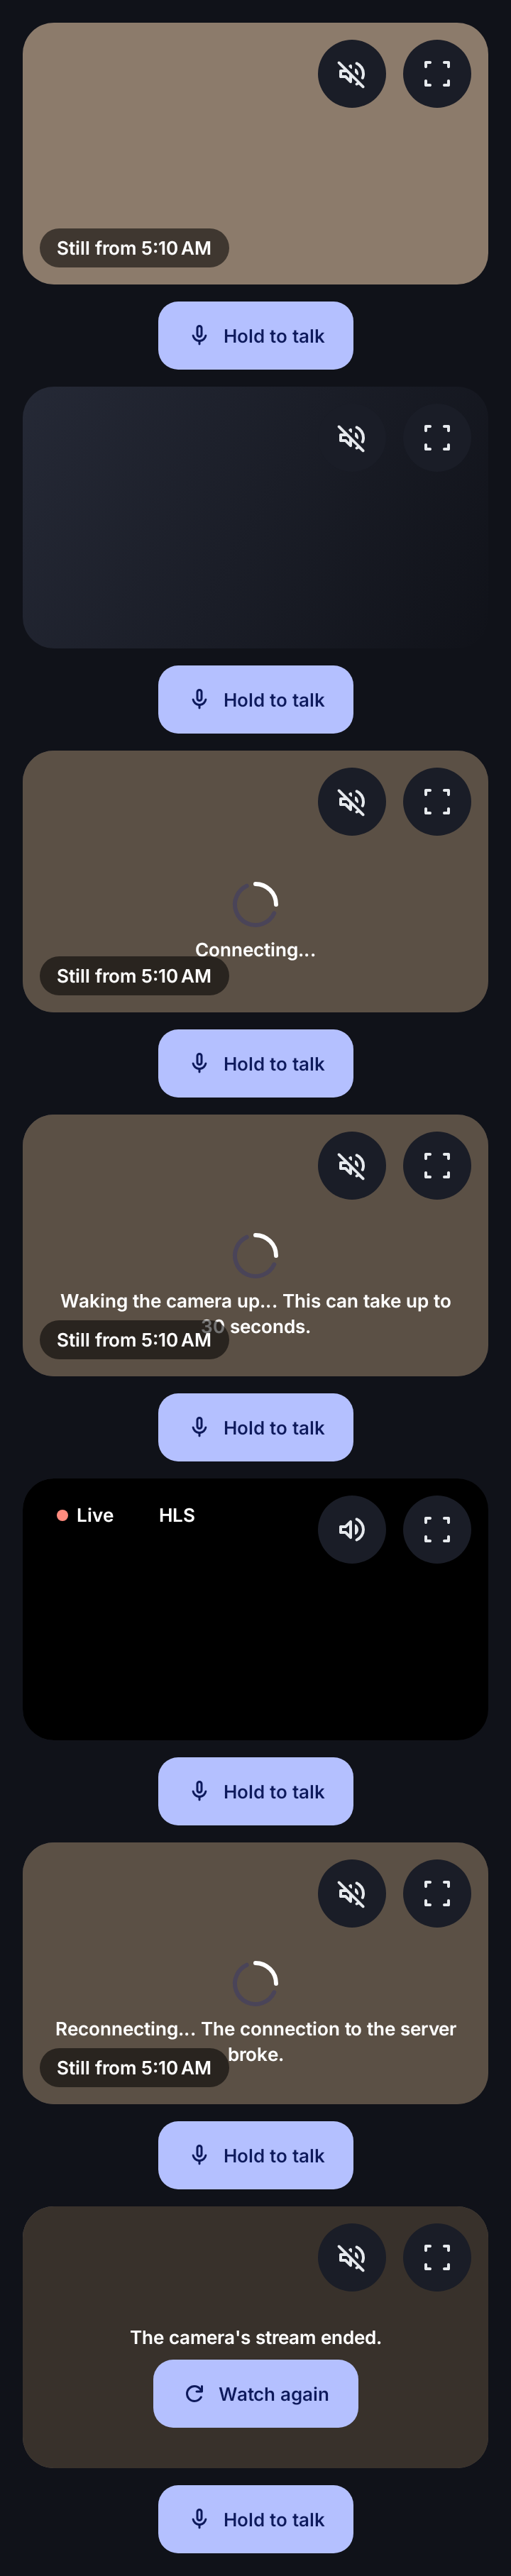 Still from 5:10 AM
Hold to talk
Hold to talk
Connecting...
Still from 5:10 AM
Hold to talk
Waking the camera up... This can take up to
30 seconds.
Still from 5:10 AM
Hold to talk
Live HLS
Hold to talk
Reconnecting... The connection to the server
broke.
Still from 5:10 AM
Hold to talk
The camera's stream ended.
Watch again
Hold to talk